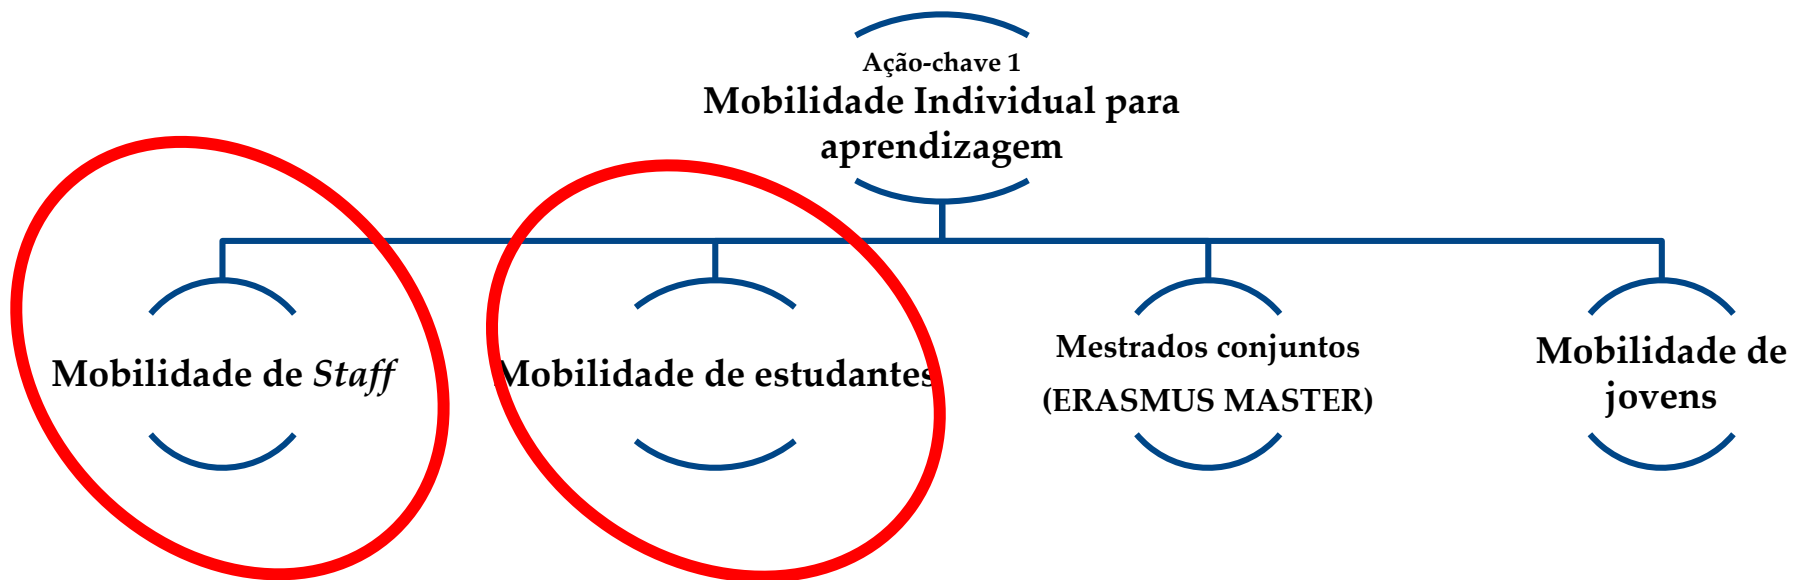 Ação-chave 1
Mobilidade Individual para
aprendizagem
Mobilidade de Staff
Mobilidade de estudantes
Mestrados conjuntos
(ERASMUS MASTER)
Mobilidade de
jovens